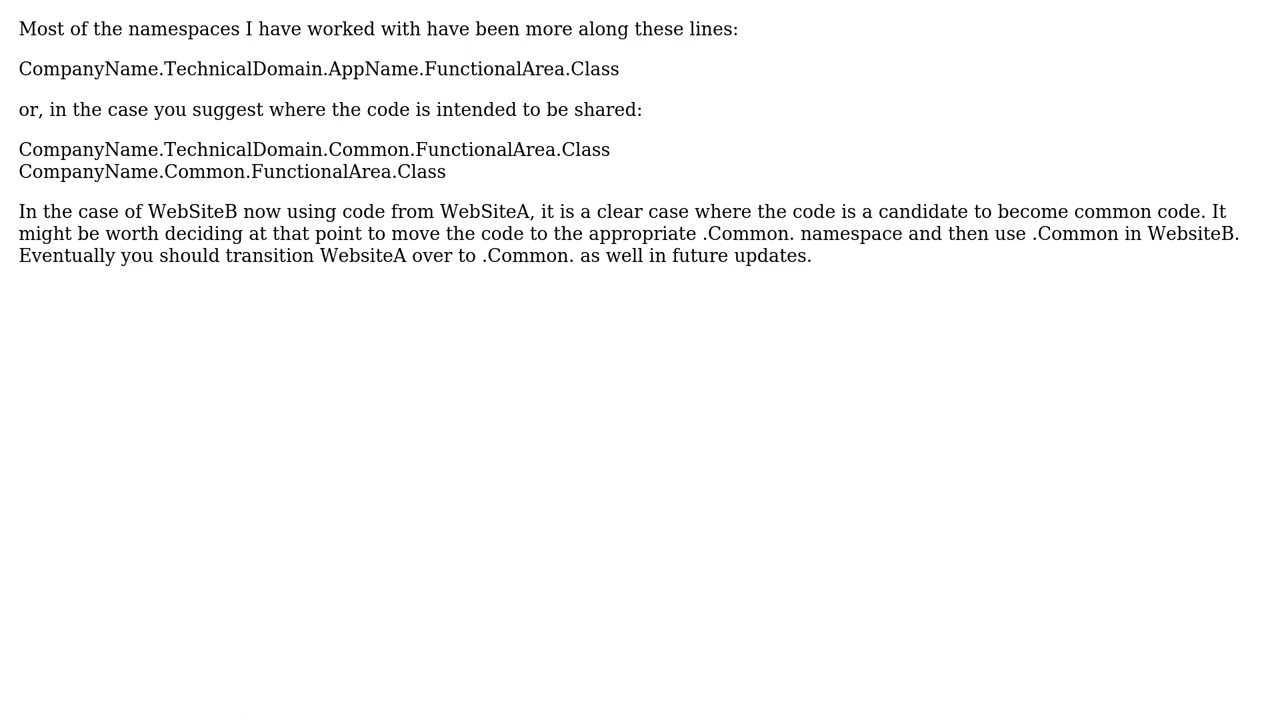 Most of the namespaces I have worked with have been more along these lines:
CompanyName.TechnicalDomain.AppName.FunctionalArea.Class
or, in the case you suggest where the code is intended to be shared:
CompanyName.TechnicalDomain.Common.FunctionalArea.Class
CompanyName.Common.FunctionalArea.Class
In the case of WebSiteB now using code from WebSiteA, it is a clear case where the code is a candidate to become common code. It
might be worth deciding at that point to move the code to the appropriate .Common. namespace and then use .Common in WebsiteB.
Eventually you should transition WebsiteA over to .Common. as well in future updates.